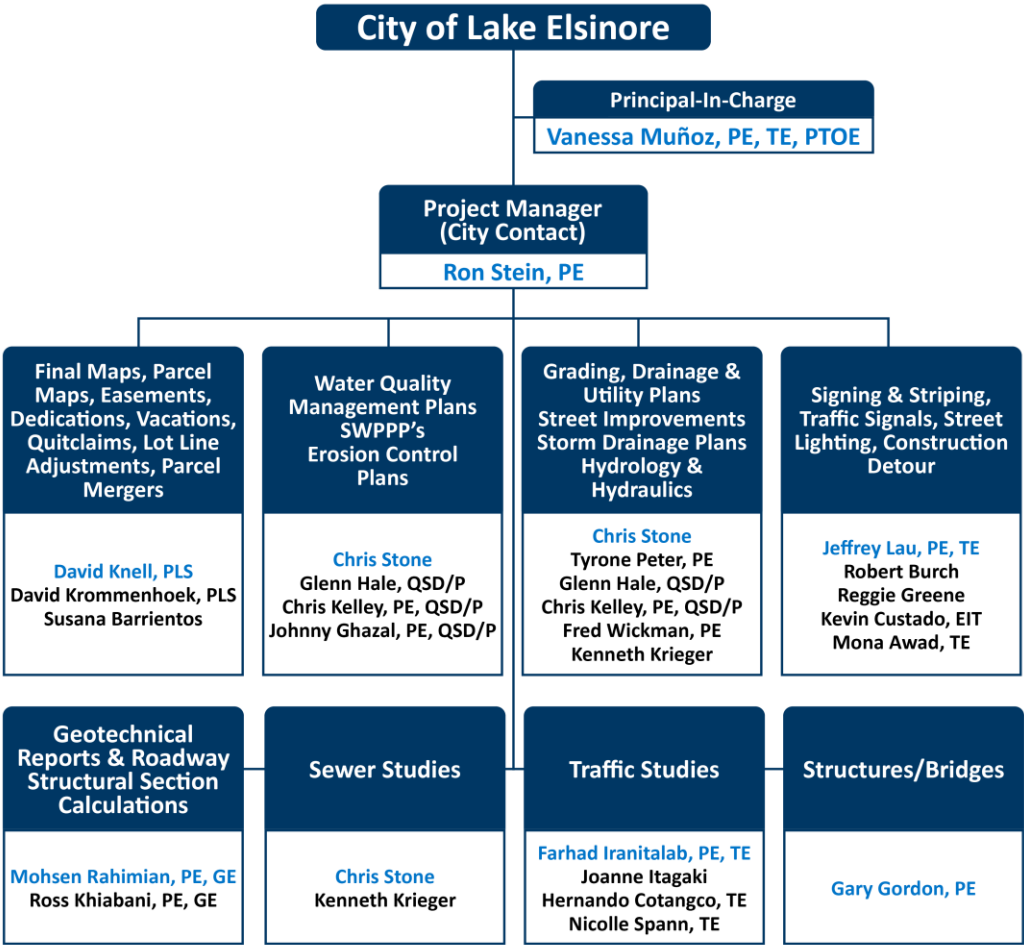 City of Lake Elsinore
Principal-In-Charge
Vanessa Muñoz, PE, TE, PTOE
Project Manager
(City Contact)
Ron Stein, PE
Final Maps, Parcel
Maps, Easements,
Dedications, Vacations,
Quitclaims, Lot Line
Adjustments, Parcel
Mergers
David Knell, PLS
David Krommenhoek, PLS
Susana Barrientos
Water Quality
Management Plans
SWPPP’s
Erosion Control
Plans
Chris Stone
Glenn Hale, QSD/P
Chris Kelley, PE, QSD/P
Johnny Ghazal, PE, QSD/P
Grading, Drainage &
Utility Plans
Street Improvements
Storm Drainage Plans
Hydrology &
Hydraulics
Chris Stone
Tyrone Peter, PE
Glenn Hale, QSD/P
Chris Kelley, PE, QSD/P
Fred Wickman, PE
Kenneth Krieger
Signing & Striping,
Traffic Signals, Street
Lighting, Construction
Detour
Jeffrey Lau, PE, TE
Robert Burch
Reggie Greene
Kevin Custado, EIT
Mona Awad, TE
Geotechnical
Reports & Roadway
Structural Section
Calculations
Mohsen Rahimian, PE, GE
Ross Khiabani, PE, GE
Sewer Studies
Chris Stone
Kenneth Krieger
Traffic Studies
Farhad Iranitalab, PE, TE
Joanne Itagaki
Hernando Cotangco, TE
Nicolle Spann, TE
Structures/Bridges
Gary Gordon, PE